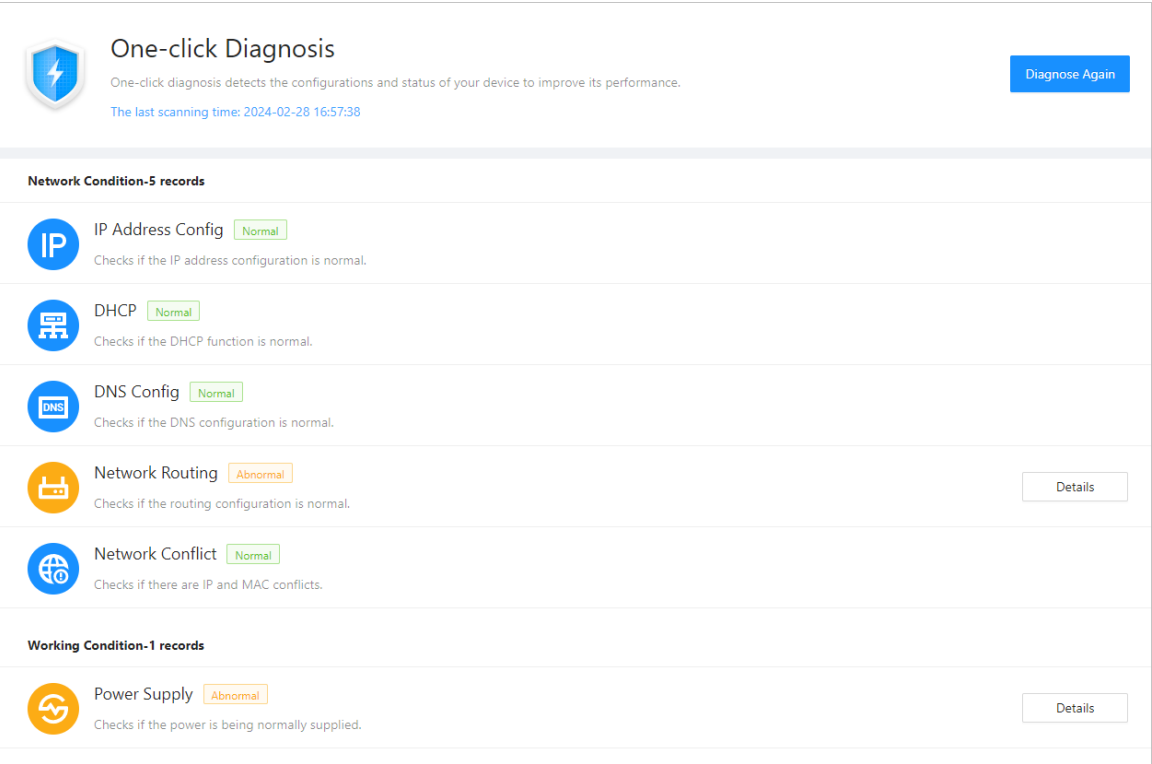 One-click Diagnosis
One-click diagnosis detects the configurations and status of your device to improve its performance.
Diagnose Again
The last scanning time: 2024-02-28 16:57:38
Network Condition-5 records
IP
IP Address Config Normal
Checks if the IP address configuration is normal.
DHCP Normal
Checks if the DHCP function is normal.
DNS
DNS Config Normal
Checks if the DNS configuration is normal.
Network Routing Abnormal
Details
Checks if the routing configuration is normal.
Network Conflict Normal
Checks if there are IP and MAC conflicts.
Working Condition-1 records
Power Supply Abnormal
Details
Checks if the power is being normally supplied.